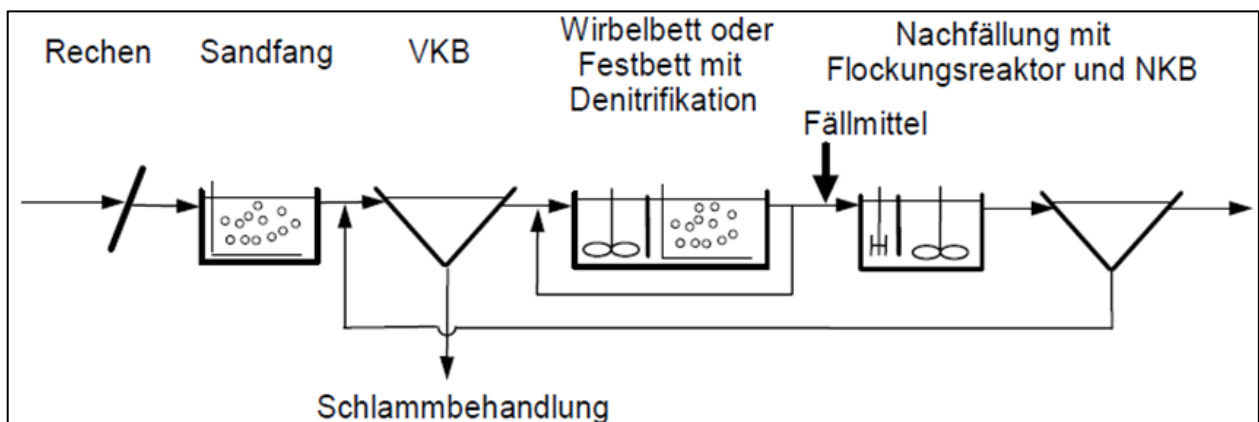 Rechen
Sandfang
VKB
Wirbelbett oder
Festbett mit
Denitrifikation
Nachfällung mit
Flockungsreaktor und NKB
Fällmittel
Schlammbehandlung